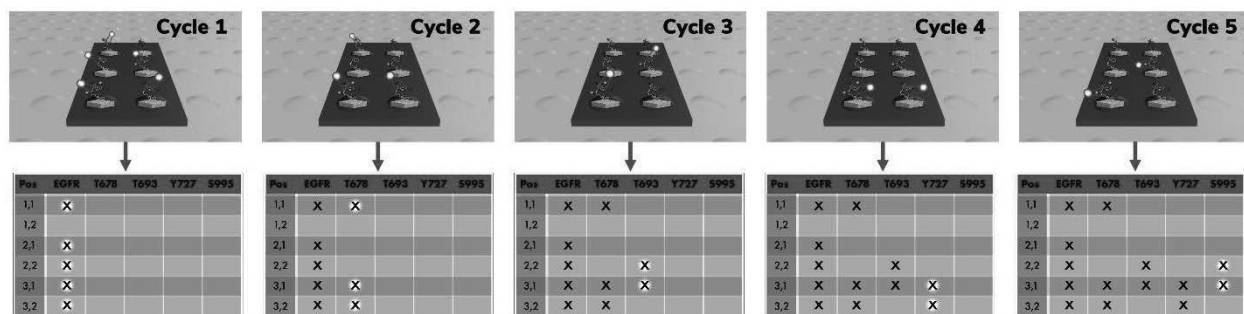 Cycle 1
Cycle 2
Cycle 3
Cycle 4
Cycle 5
Pos EGFR T678 T693 Y727 S995
1,1 X
1,2
2,1 X
2,2 X
3,1 X
3,2 X
Pos EGFR T678 T693 Y727 S995
1,1 X X
1,2
2,1 X
2,2 X
3,1 X X
3,2 X X
Pos EGFR T678 T693 Y727 S995
1,1 X X
1,2
2,1 X
2,2 X X
3,1 X X X
3,2 X X
Pos EGFR T678 T693 Y727 S995
1,1 X X
1,2
2,1 X
2,2 X X
3,1 X X X X
3,2 X X X
Pos EGFR T678 T693 Y727 S995
1,1 X X
1,2
2,1 X
2,2 X X X
3,1 X X X X X
3,2 X X X